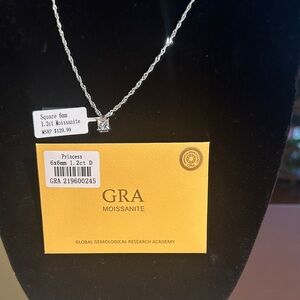 Square 6mm
1.2ct Moissanite
MSRP $129.99
Princess
6x6mm 1.2ct D
GRA 219600245
GRA
MOISSANITE
GLOBAL GEMOLOGICAL RESEARCH ACADEMY